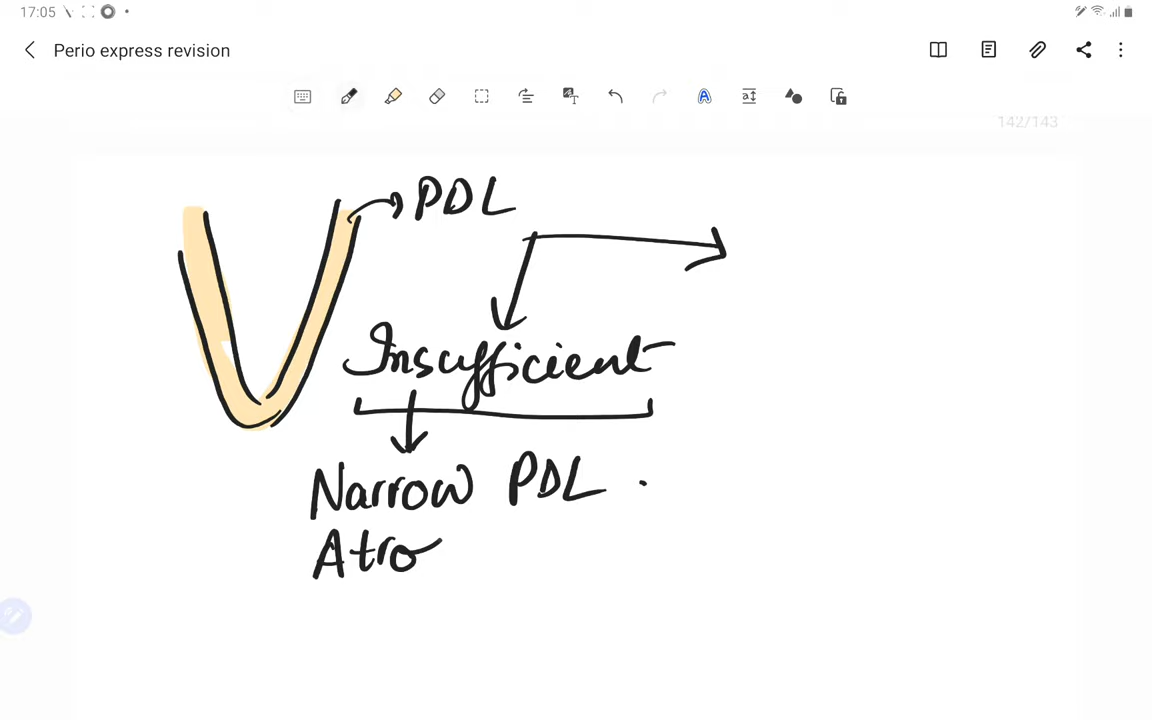 17:05
Perio express revision
142/143
PDL
Insufficient
Narrow PDL .
Atro